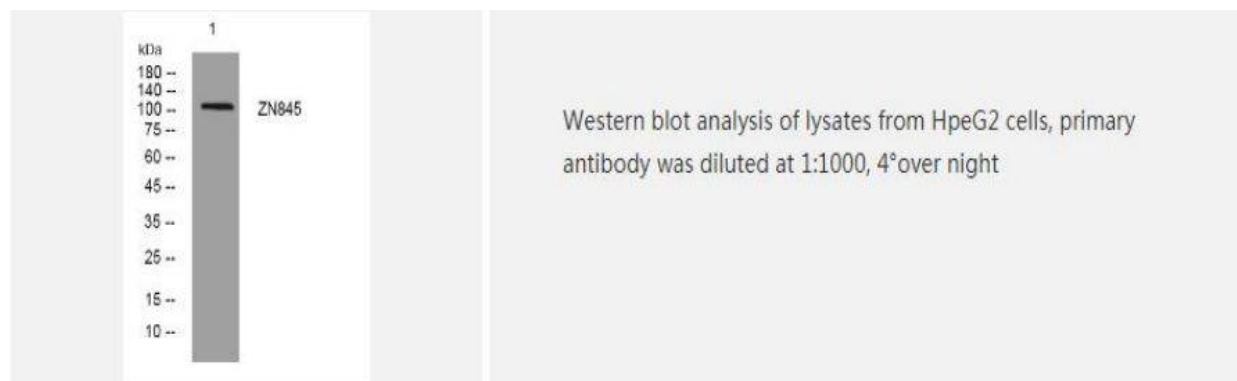 1
kDa
180 --
140 --
100 -- ZN845
75 --
60 --
45 --
35 --
25 --
15 --
10 --
Western blot analysis of lysates from HpeG2 cells, primary
antibody was diluted at 1:1000, 4°over night